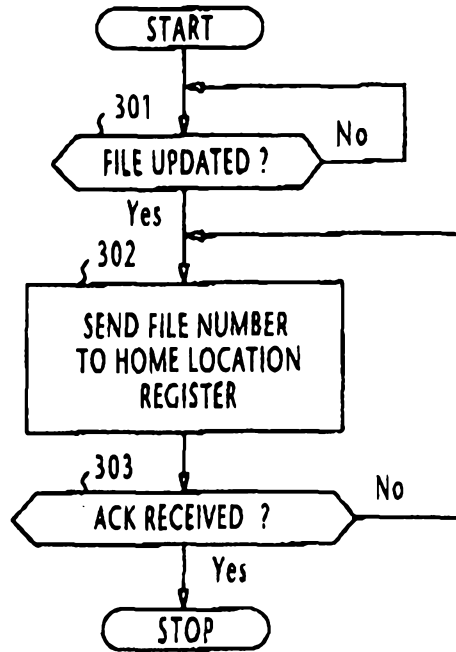 START
301
FILE UPDATED ?
No
Yes
302
SEND FILE NUMBER
TO HOME LOCATION
REGISTER
303
ACK RECEIVED ?
No
Yes
STOP